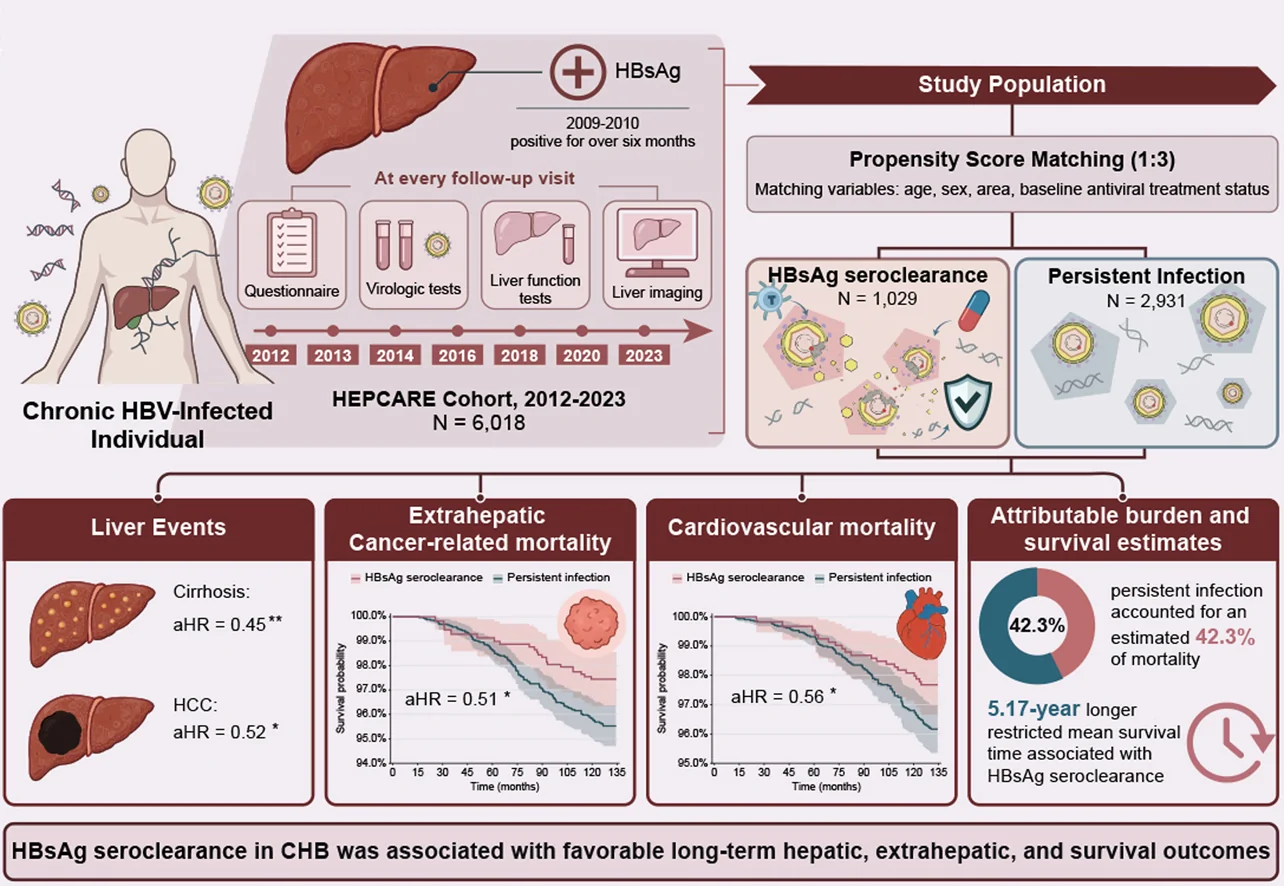 HBsAg
2009-2010
positive for over six months
At every follow-up visit
Questionnaire
Virologic tests
Liver function
tests
Liver imaging
2012 2013 2014 2016 2018 2020 2023
HEPCARE Cohort, 2012-2023
N = 6,018
Chronic HBV-Infected
Individual
Study Population
Propensity Score Matching (1:3)
Matching variables: age, sex, area, baseline antiviral treatment status
HBsAg seroclearance
N = 1,029
T
Persistent Infection
N = 2,931
Liver Events
Cirrhosis:
aHR = 0.45**
HCC:
aHR = 0.52 *
Extrahepatic
Cancer-related mortality
HBsAg seroclearance Persistent infection
Survival probability
100.0%
99.0%
98.0%
97.0%
96.0%
95.0%
94.0%
aHR = 0.51 *
0 15 30 45 60 75 90 105 120 135
Time (months)
Cardiovascular mortality
HBsAg seroclearance Persistent infection
Survival probability
100.0%
99.0%
98.0%
97.0%
96.0%
95.0%
aHR = 0.56 *
0 15 30 45 60 75 90 105 120 135
Time (months)
Attributable burden and
survival estimates
42.3%
persistent infection
accounted for an
estimated 42.3%
of mortality
5.17-year longer
restricted mean survival
time associated with
HBsAg seroclearance
HBsAg seroclearance in CHB was associated with favorable long-term hepatic, extrahepatic, and survival outcomes